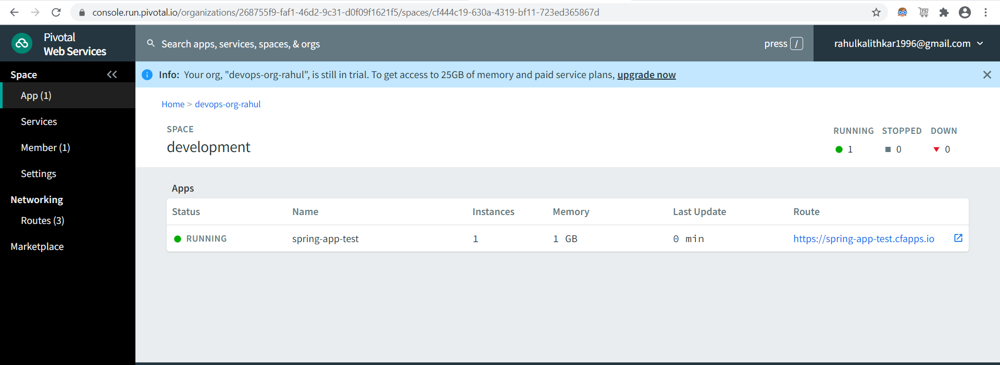 console.run.pivotal.io/organizations/268755f9-faf1-46d2-9c31-d0f09f1621f5/spaces/cf444c19-630a-4319-bf11-723ed365867d
FS
Pivotal
Web Services
Search apps, services, spaces, & orgs
press /
rahulkalithkar1996@gmail.com
Space
App (1)
Services
Member (1)
Settings
Networking
Routes (3)
Marketplace
Info: Your org, "devops-org-rahul", is still in trial. To get access to 25GB of memory and paid service plans, upgrade now
Home > devops-org-rahul
SPACE
development
RUNNING STOPPED DOWN
1 0 0
Apps
Status Name Instances Memory Last Update Route
RUNNING spring-app-test 1 1 GB 0 min https://spring-app-test.cfapps.io